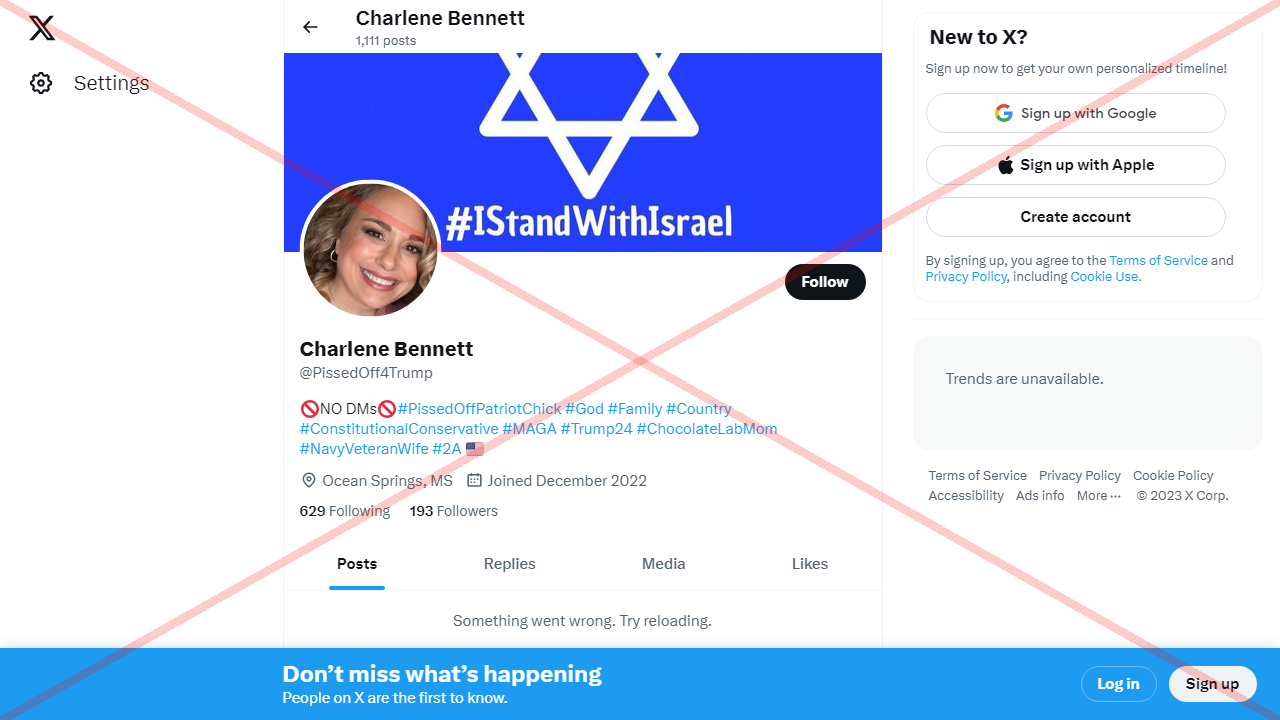 Settings
Charlene Bennett
1,111 posts
#IStandWithIsrael
Follow
Charlene Bennett
@PissedOff4Trump
🚫NO DMs🚫#PissedOffPatriotChick #God #Family #Country
#ConstitutionalConservative #MAGA #Trump24 #ChocolateLabMom
#NavyVeteranWife #2A 🇺🇸
Ocean Springs, MS Joined December 2022
629 Following 193 Followers
Posts Replies Media Likes
Something went wrong. Try reloading.
New to X?
Sign up now to get your own personalized timeline!
Sign up with Google
Sign up with Apple
Create account
By signing up, you agree to the Terms of Service and
Privacy Policy, including Cookie Use.
Trends are unavailable.
Terms of Service Privacy Policy Cookie Policy
Accessibility Ads info More ··· © 2023 X Corp.
Don’t miss what’s happening
People on X are the first to know.
Log in Sign up